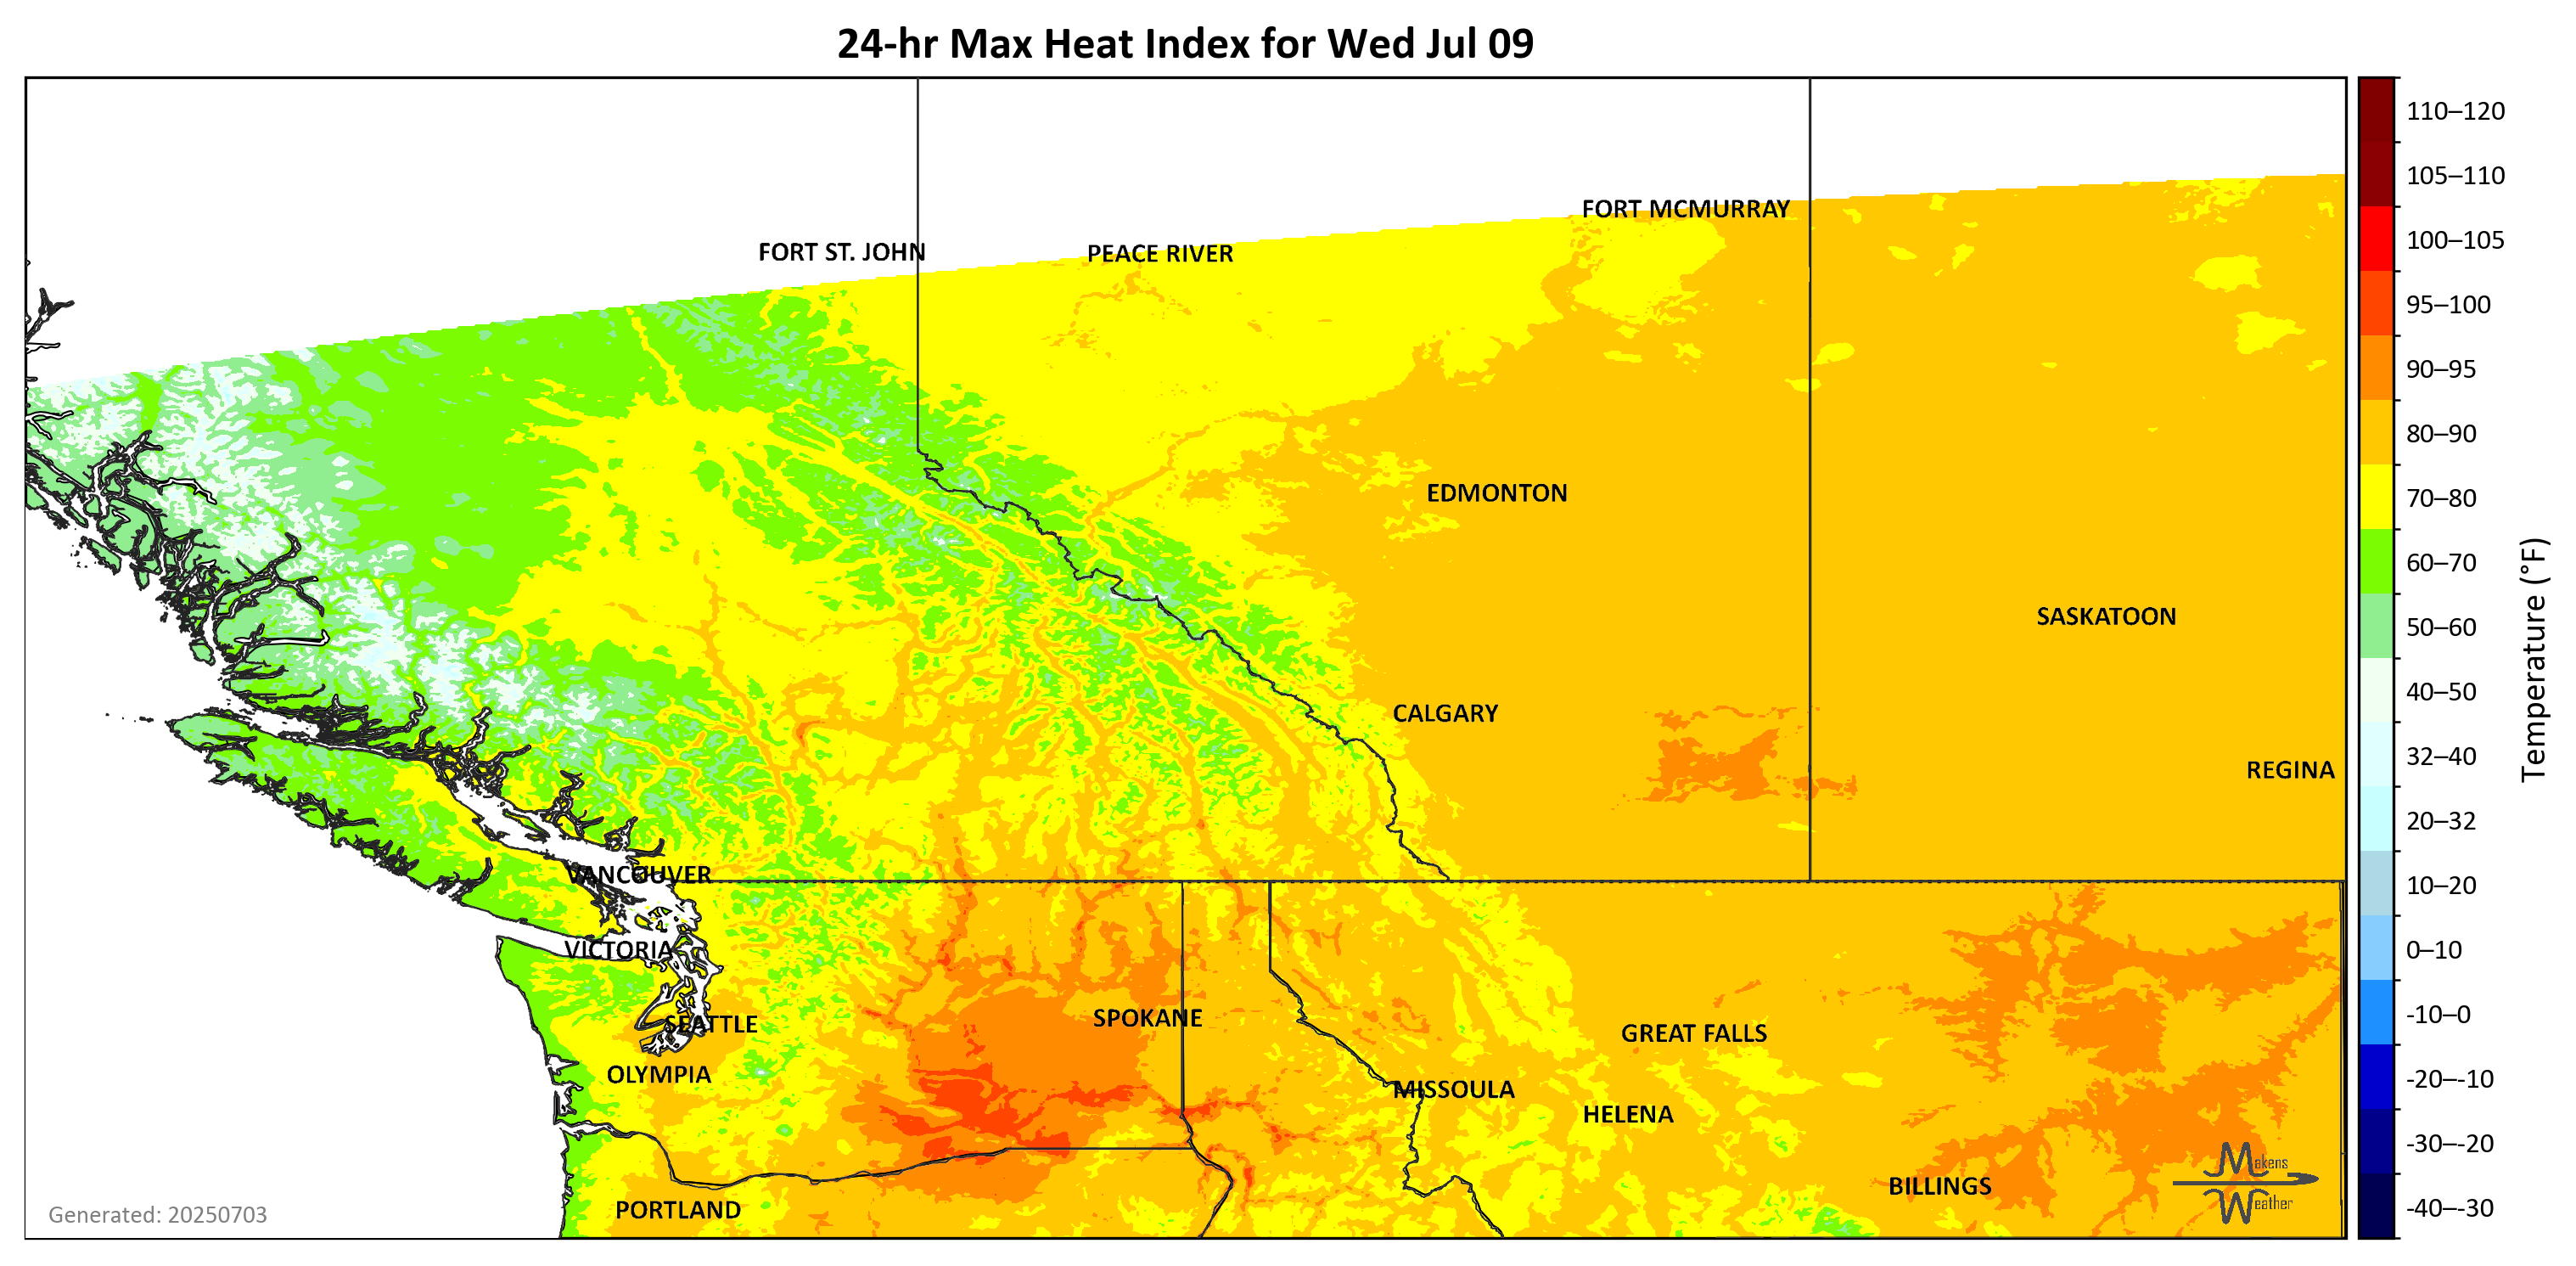 24-hr Max Heat Index for Wed Jul 09
FORT MCMURRAY
FORT ST. JOHN
PEACE RIVER
EDMONTON
SASKATOON
CALGARY
REGINA
VANCOUVER
VICTORIA
SEATTLE
SPOKANE
GREAT FALLS
OLYMPIA
MISSOULA
HELENA
BILLINGS
PORTLAND
Makens
Weather
Generated: 20250703
110–120
105–110
100–105
95–100
90–95
80–90
70–80
60–70
50–60
40–50
32–40
20–32
10–20
0–10
-10–0
-20–-10
-30–-20
-40–-30
Temperature (°F)